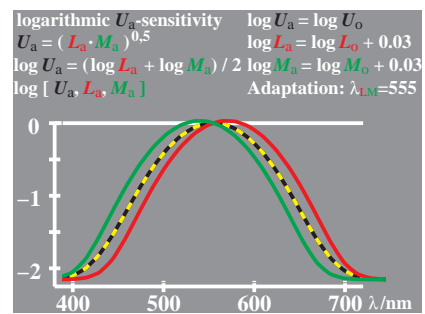 logarithmic Ua-sensitivity log Ua = log Uo
Ua = ( La·Ma )0,5 log La = log Lo + 0.03
log Ua = (log La + log Ma) / 2 log Ma = log Mo + 0.03
log [ Ua, La, Ma ] Adaptation: λLM=555
0
−1
−2
400 500 600 700 λ/nm